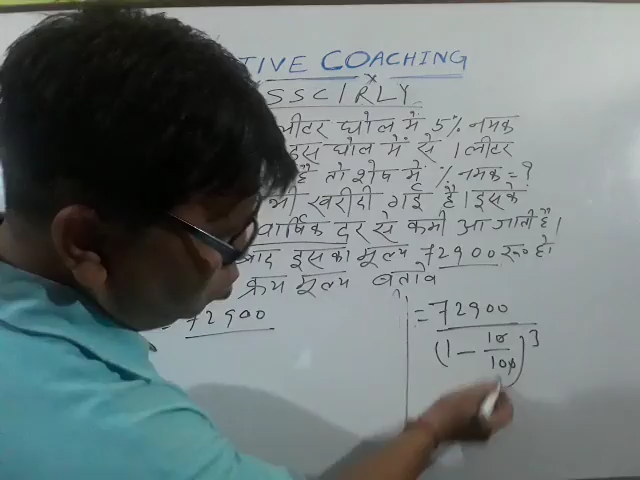 TIVE COACHING
SSC/RLY
लीटर घोल में 5% नमक
इस घोल में से 1 लीटर
है तो शेष में % नमक = ?
भी खरीदी गई है। इसके
वार्षिक दर से कमी आ जाती है।
बाद इसका मूल्य 72900 रू० हो
क्रय मूल्य बताये
72900
= 72900
(1 - 10/100)^3